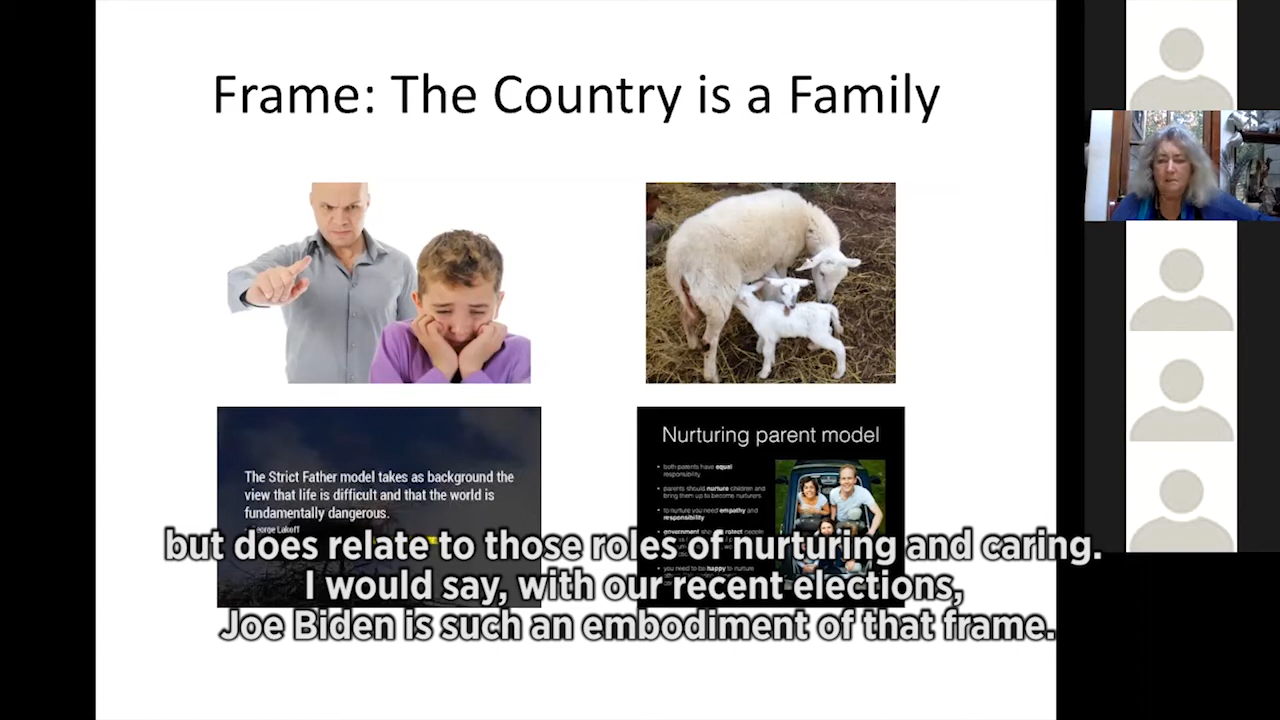 Frame: The Country is a Family
The Strict Father model takes as background the
view that life is difficult and that the world is
fundamentally dangerous.
George Lakoff
Nurturing parent model
both parents have equal
responsibility
parents should nurture children and
bring them up to become nurturers
to nurture you need empathy and
responsibility
government
people
you need to be happy to nurture
but does relate to those roles of nurturing and caring.
I would say, with our recent elections,
Joe Biden is such an embodiment of that frame.